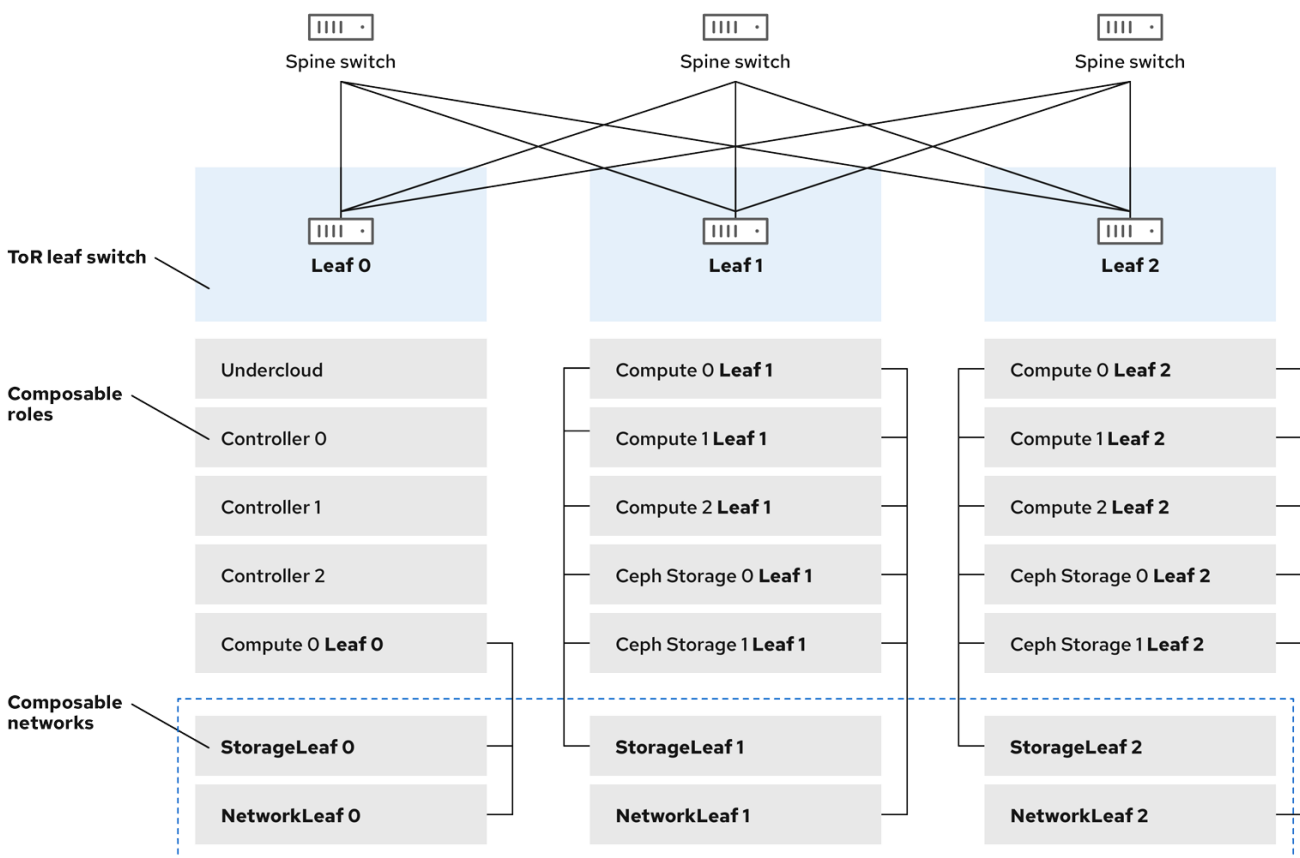 Spine switch
Spine switch
Spine switch
ToR leaf switch
Leaf 0
Leaf 1
Leaf 2
Composable
roles
Undercloud
Controller 0
Controller 1
Controller 2
Compute 0 Leaf 0
Compute 0 Leaf 1
Compute 1 Leaf 1
Compute 2 Leaf 1
Ceph Storage 0 Leaf 1
Ceph Storage 1 Leaf 1
Compute 0 Leaf 2
Compute 1 Leaf 2
Compute 2 Leaf 2
Ceph Storage 0 Leaf 2
Ceph Storage 1 Leaf 2
Composable
networks
StorageLeaf 0
NetworkLeaf 0
StorageLeaf 1
NetworkLeaf 1
StorageLeaf 2
NetworkLeaf 2